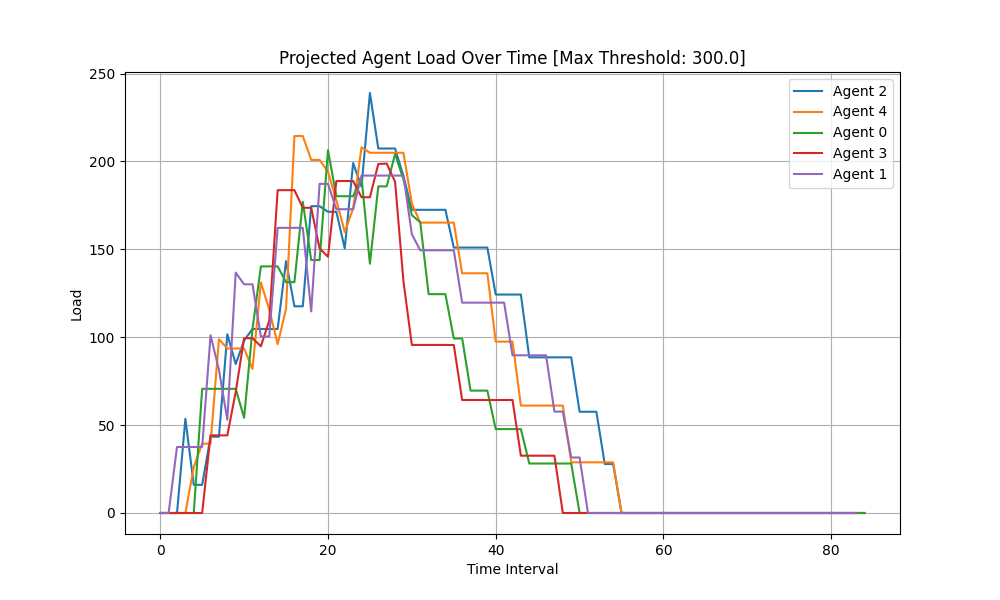 Projected Agent Load Over Time [Max Threshold: 300.0]
250
200
150
100
50
0
Load
0 20 40 60 80
Time Interval
Agent 2
Agent 4
Agent 0
Agent 3
Agent 1